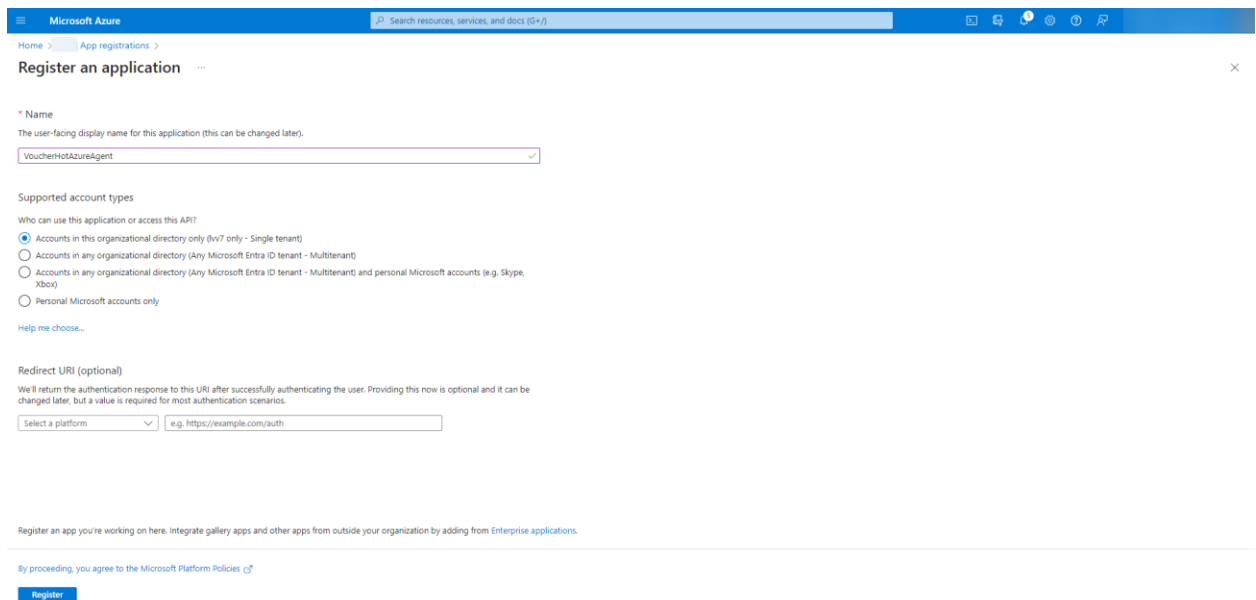 Microsoft Azure
Search resources, services, and docs (G+/)
Home > App registrations >
Register an application ...
* Name
The user-facing display name for this application (this can be changed later).
VoucherHotAzureAgent
Supported account types
Who can use this application or access this API?
Accounts in this organizational directory only (lvv7 only - Single tenant)
Accounts in any organizational directory (Any Microsoft Entra ID tenant - Multitenant)
Accounts in any organizational directory (Any Microsoft Entra ID tenant - Multitenant) and personal Microsoft accounts (e.g. Skype,
Xbox)
Personal Microsoft accounts only
Help me choose...
Redirect URI (optional)
We'll return the authentication response to this URI after successfully authenticating the user. Providing this now is optional and it can be
changed later, but a value is required for most authentication scenarios.
Select a platform
e.g. https://example.com/auth
Register an app you're working on here. Integrate gallery apps and other apps from outside your organization by adding from Enterprise applications.
By proceeding, you agree to the Microsoft Platform Policies
Register